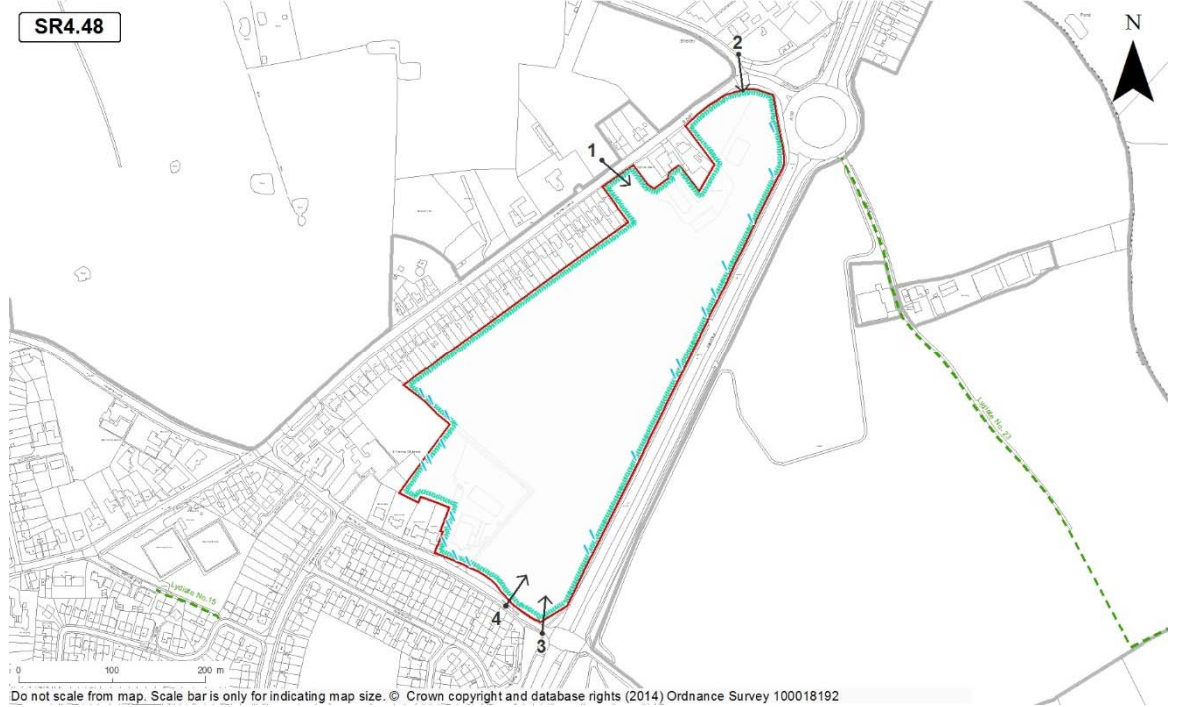 SR4.48
N
2
1
Lydiate No. 23
Lydiate No.16
4
3
0 100 200 m
Do not scale from map. Scale bar is only for indicating map size. © Crown copyright and database rights (2014) Ordnance Survey 100018192